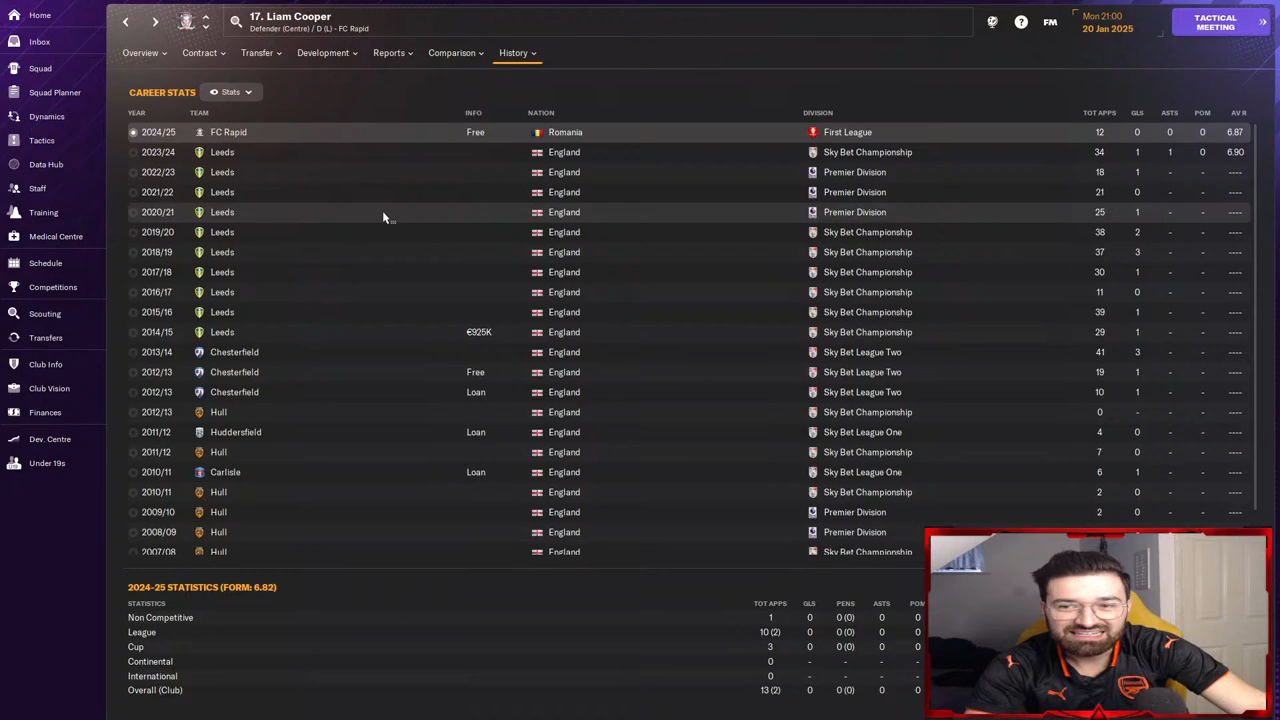 Home
Inbox
Squad
Squad Planner
Dynamics
Tactics
Data Hub
Staff
Training
Medical Centre
Schedule
Competitions
Scouting
Transfers
Club Info
Club Vision
Finances
Dev. Centre
Under 19s
17. Liam Cooper
Defender (Centre) / D (L) - FC Rapid
FM
Mon 21:00
20 Jan 2025
TACTICAL MEETING
Overview Contract Transfer Development Reports Comparison History
CAREER STATS Stats
YEAR TEAM INFO NATION DIVISION TOT APPS GLS ASTS POM AV R
2024/25 FC Rapid Free Romania First League 12 0 0 0 6.87
2023/24 Leeds England Sky Bet Championship 34 1 1 0 6.90
2022/23 Leeds England Premier Division 18 1 - - ----
2021/22 Leeds England Premier Division 21 0 - - ----
2020/21 Leeds England Premier Division 25 1 - - ----
2019/20 Leeds England Sky Bet Championship 38 2 - - ----
2018/19 Leeds England Sky Bet Championship 37 3 - - ----
2017/18 Leeds England Sky Bet Championship 30 1 - - ----
2016/17 Leeds England Sky Bet Championship 11 0 - - ----
2015/16 Leeds England Sky Bet Championship 39 1 - - ----
2014/15 Leeds €925K England Sky Bet Championship 29 1 - - ----
2013/14 Chesterfield England Sky Bet League Two 41 3 - - ----
2012/13 Chesterfield Free England Sky Bet League Two 19 1 - - ----
2012/13 Chesterfield Loan England Sky Bet League Two 10 1 - - ----
2012/13 Hull England Sky Bet Championship 0 - - - ----
2011/12 Huddersfield Loan England Sky Bet League One 4 0 - - ----
2011/12 Hull England Sky Bet Championship 7 0 - - ----
2010/11 Carlisle Loan England Sky Bet League One 6 1 - - ----
2010/11 Hull England Sky Bet Championship 2 0 - - ----
2009/10 Hull England Premier Division 2 0 - - ----
2008/09 Hull England Premier Division
2007/08 Hull England Sky Bet Championship
2024-25 STATISTICS (FORM: 6.82)
STATISTICS TOT APPS GLS PENS ASTS POM
Non Competitive 1 0 0 (0) 0 0
League 10 (2) 0 0 (0) 0 0
Cup 3 0 0 (0) 0 0
Continental 0 - - - -
International 0 - - - -
Overall (Club) 13 (2) 0 0 (0) 0 0
Arsenal